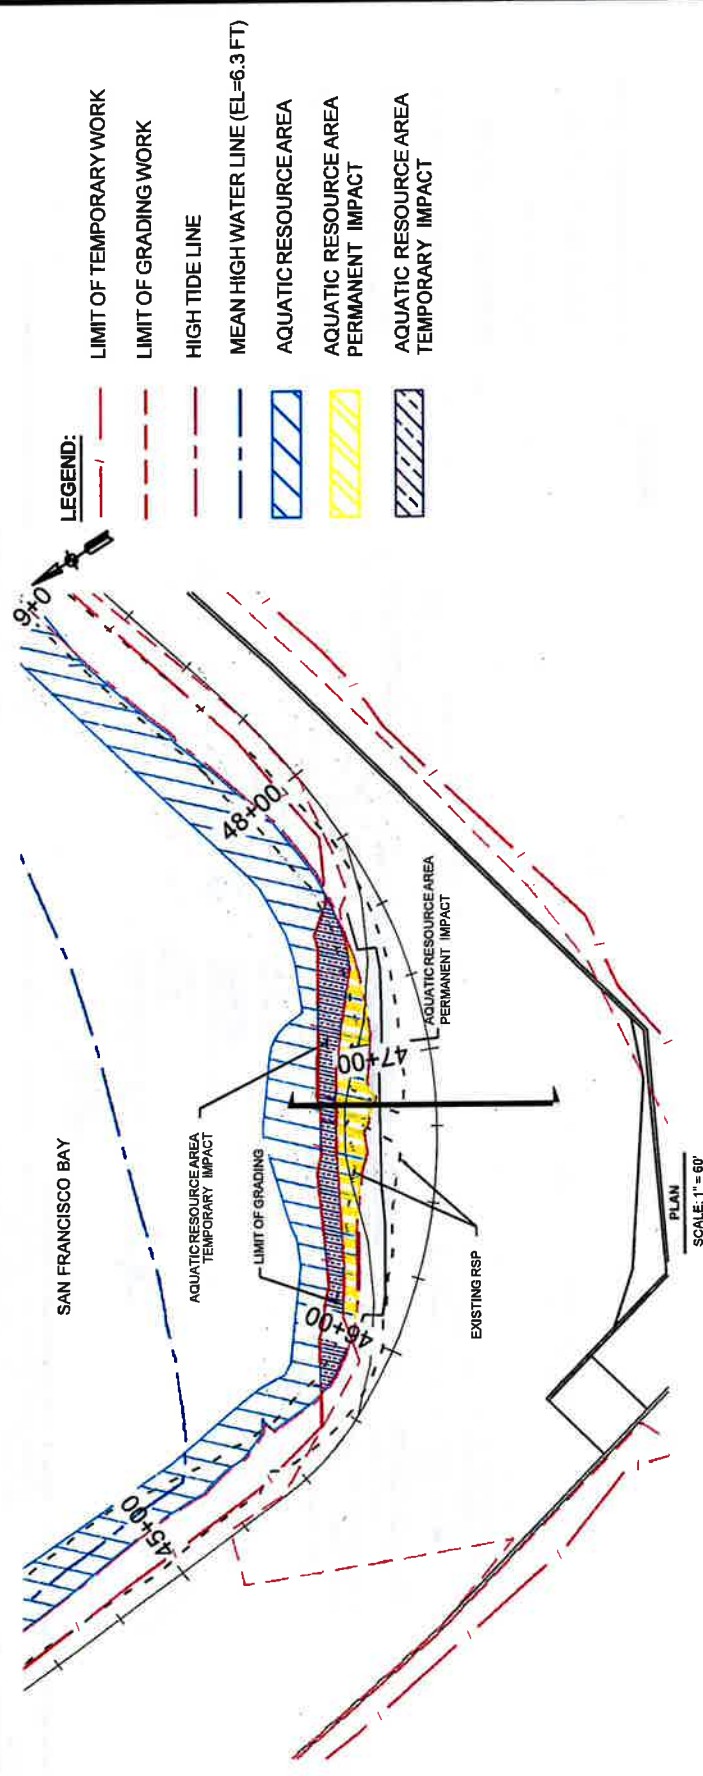 LEGEND:
LIMIT OF TEMPORARY WORK
LIMIT OF GRADING WORK
HIGH TIDE LINE
MEAN HIGH WATER LINE (EL=6.3 FT)
AQUATIC RESOURCE AREA
AQUATIC RESOURCE AREA
PERMANENT IMPACT
AQUATIC RESOURCE AREA
TEMPORARY IMPACT
SAN FRANCISCO BAY
AQUATIC RESOURCE AREA
TEMPORARY IMPACT
LIMIT OF GRADING
45+00
46+00
47+00
48+00
9+0
AQUATIC RESOURCE AREA
PERMANENT IMPACT
EXISTING RSP
PLAN
SCALE: 1" = 60'